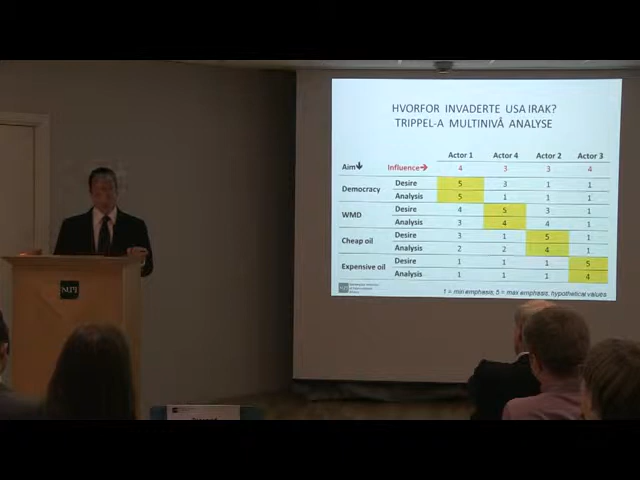 HVORFOR INVADERTE USA IRAK?
TRIPPEL-A MULTINIVÅ ANALYSE
Actor 1 Actor 4 Actor 2 Actor 3
Aim↓ Influence→ 4 3 3 4
Democracy Desire 5 3 1 1
Analysis 5 1 1 1
WMD Desire 4 5 3 1
Analysis 3 4 4 1
Cheap oil Desire 3 1 5 1
Analysis 2 2 4 1
Expensive oil Desire 1 1 1 5
Analysis 1 1 1 4
1 = min emphasis, 5 = max emphasis, hypothetical values
NUPI